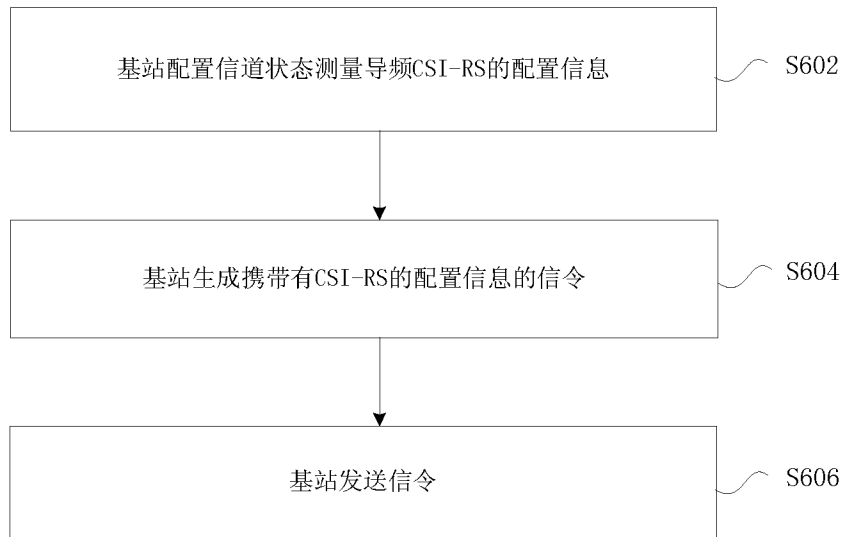 基站配置信道状态测量导频CSI-RS的配置信息
S602
基站生成携带有CSI-RS的配置信息的信令
S604
基站发送信令
S606